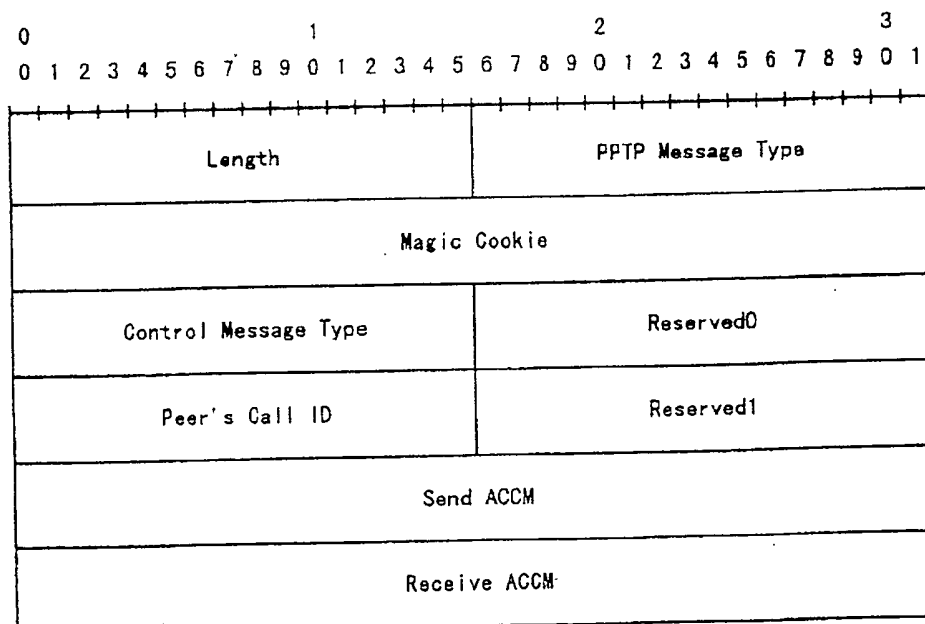 0 1 2 3
0 1 2 3 4 5 6 7 8 9 0 1 2 3 4 5 6 7 8 9 0 1 2 3 4 5 6 7 8 9 0 1
Length PPTP Message Type
Magic Cookie
Control Message Type Reserved0
Peer's Call ID Reserved1
Send ACCM
Receive ACCM